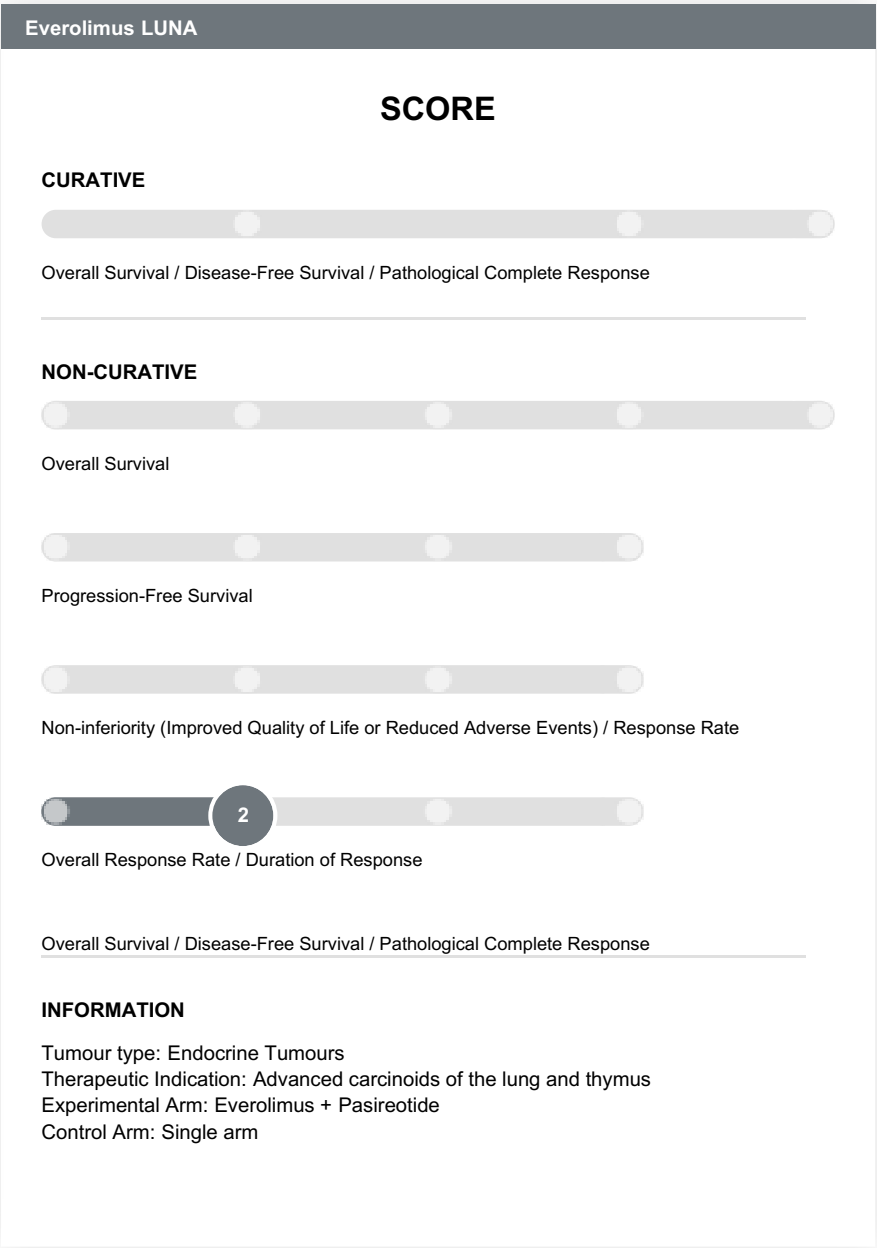 Everolimus LUNA
SCORE
CURATIVE
Overall Survival / Disease-Free Survival / Pathological Complete Response
NON-CURATIVE
Overall Survival
Progression-Free Survival
Non-inferiority (Improved Quality of Life or Reduced Adverse Events) / Response Rate
2
Overall Response Rate / Duration of Response
Overall Survival / Disease-Free Survival / Pathological Complete Response
INFORMATION
Tumour type: Endocrine Tumours
Therapeutic Indication: Advanced carcinoids of the lung and thymus
Experimental Arm: Everolimus + Pasireotide
Control Arm: Single arm